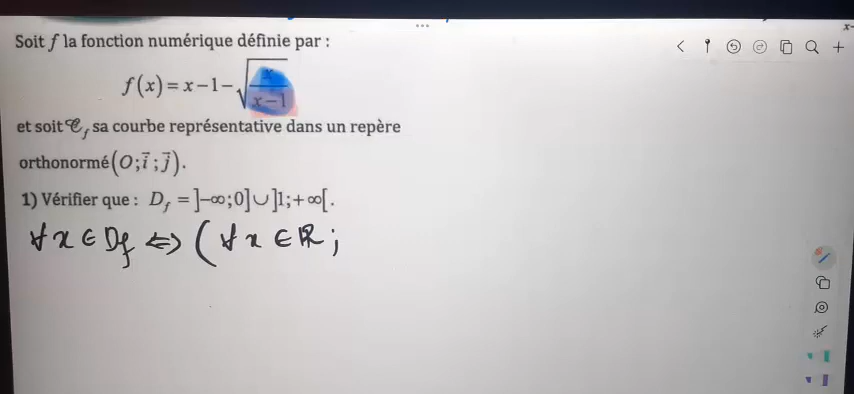 Soit f la fonction numérique définie par :
f(x) = x−1−√(x/(x−1))
et soit 𝒞f sa courbe représentative dans un repère
orthonormé (O; i⃗ ; j⃗).
1) Vérifier que : Df = ]−∞;0]∪]1;+∞[.
∀x ∈ Df ⇔ (∀x ∈ ℝ ;